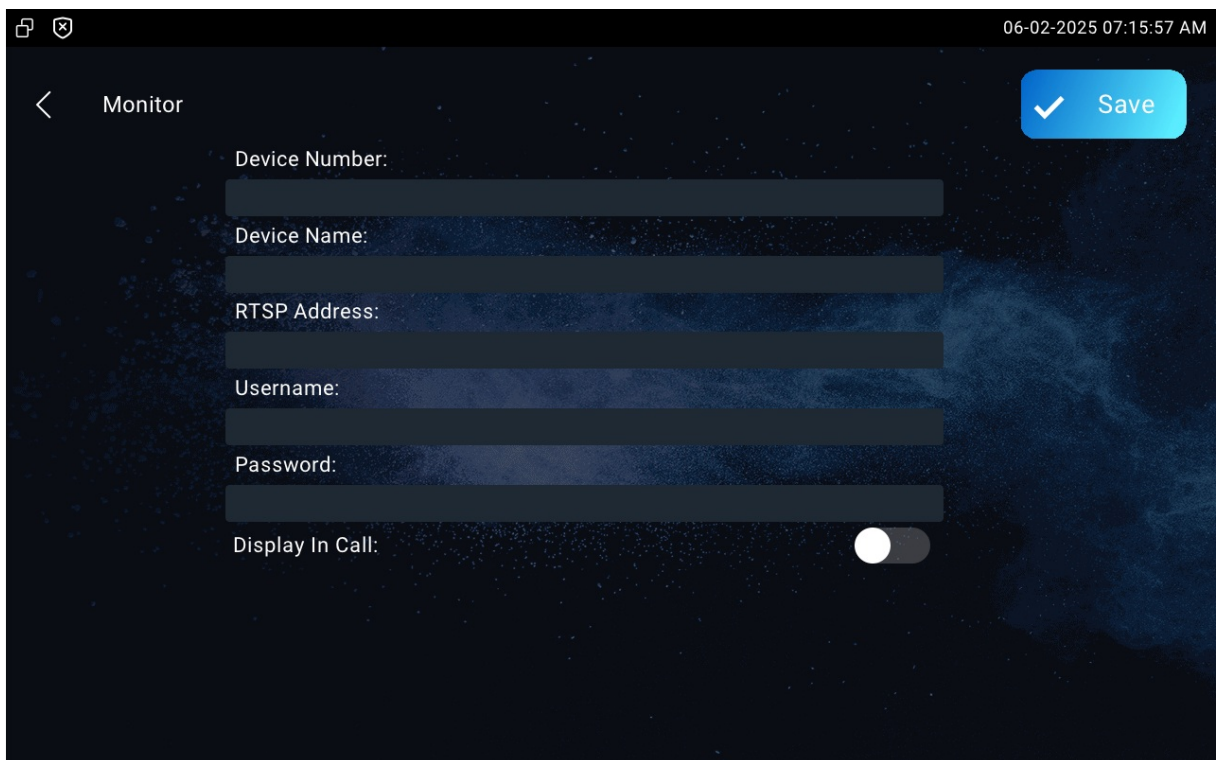 06-02-2025 07:15:57 AM
Monitor
Save
Device Number:
Device Name:
RTSP Address:
Username:
Password:
Display In Call: